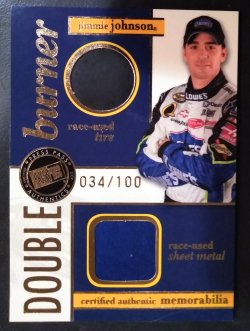 jimmie johnson®
burner
DOUBLE
LOWE'S
race-used
tire
PRESS PASS
AUTHENTICS
034/100
race-used
sheet metal
certified authentic memorabilia